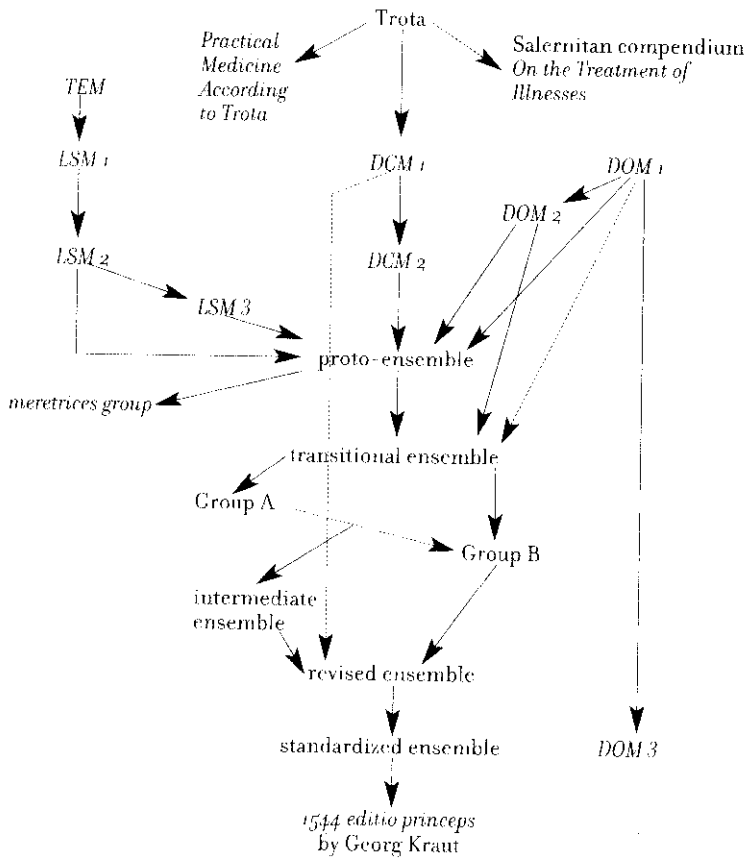 Trota
Practical
Medicine
According
to Trota
Salernitan compendium
On the Treatment of
Illnesses
TEM
LSM 1
DCM 1
DOM 1
DOM 2
LSM 2
DCM 2
LSM 3
proto-ensemble
meretrices group
transitional ensemble
Group A
Group B
intermediate
ensemble
revised ensemble
standardized ensemble
DOM 3
1544 editio princeps
by Georg Kraut